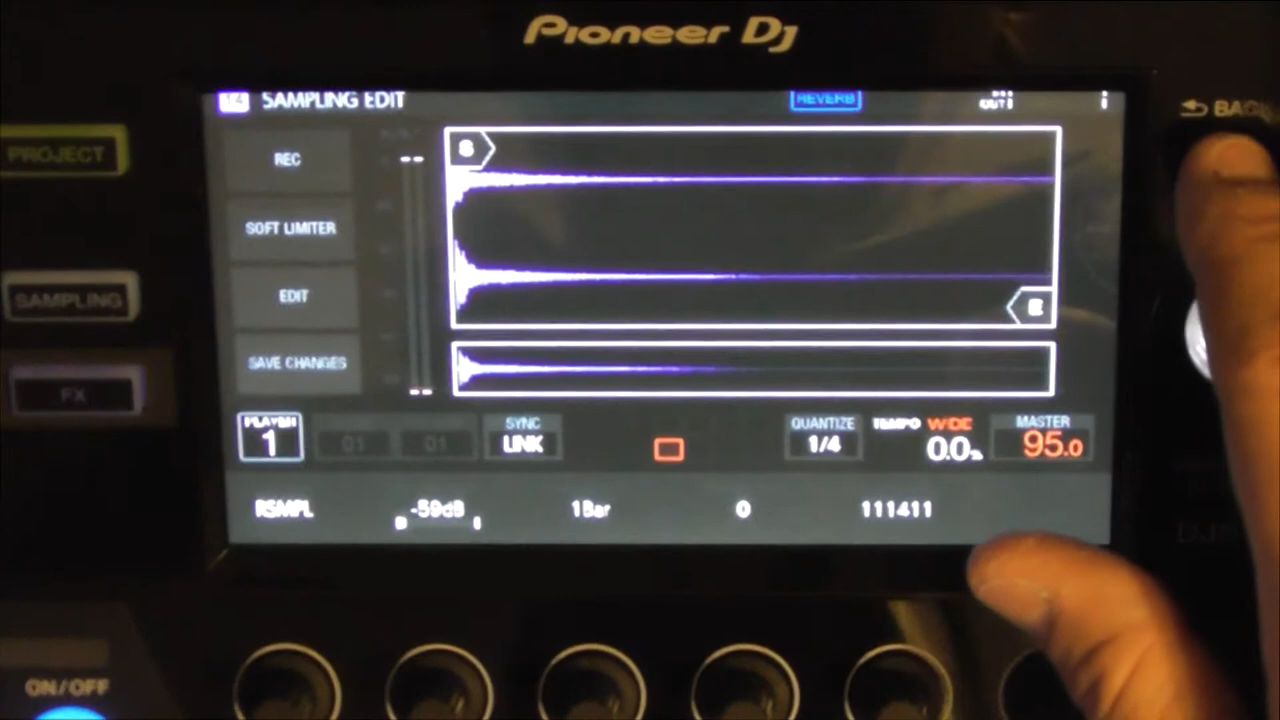 Pioneer Dj
SAMPLING EDIT
REVERB
OUT
BACK
PROJECT
REC
S
SOFT LIMITER
SAMPLING
EDIT
E
SAVE CHANGES
FX
PLAYER
1
01
01
SYNC
LINK
QUANTIZE
1/4
TEMPO WIDE
0.0%
MASTER
95.0
RSMPL
-59dB
1Bar
0
111411
ON/OFF